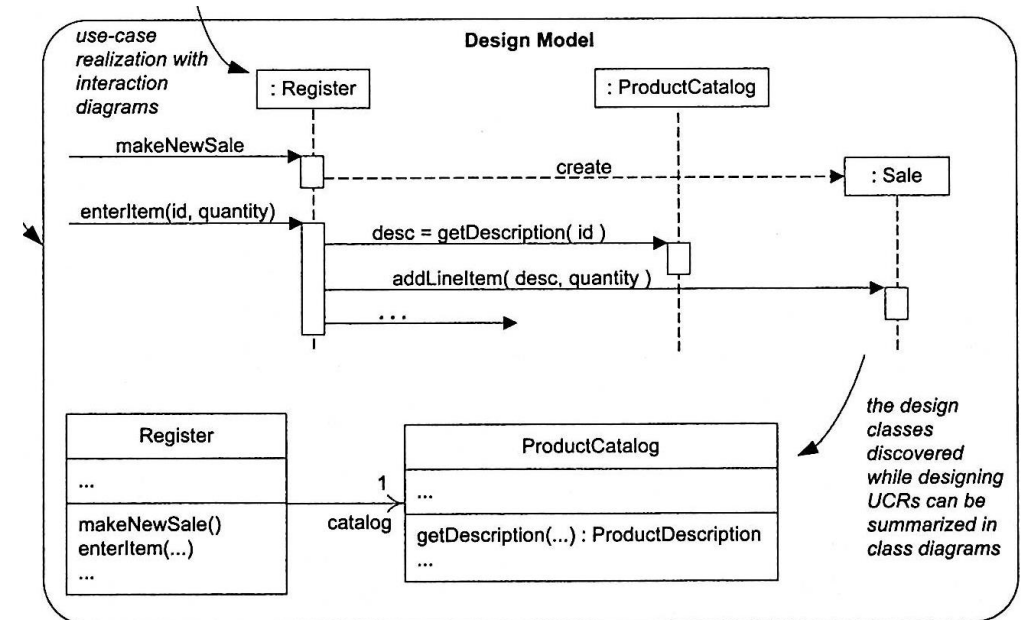 use-case
realization with
interaction
diagrams
Design Model
: Register
: ProductCatalog
makeNewSale
create
: Sale
enterItem(id, quantity)
desc = getDescription( id )
addLineItem( desc, quantity )
. . .
the design
classes
discovered
while designing
UCRs can be
summarized in
class diagrams
Register
...
makeNewSale()
enterItem(...)
...
1
catalog
ProductCatalog
...
getDescription(...) : ProductDescription
...